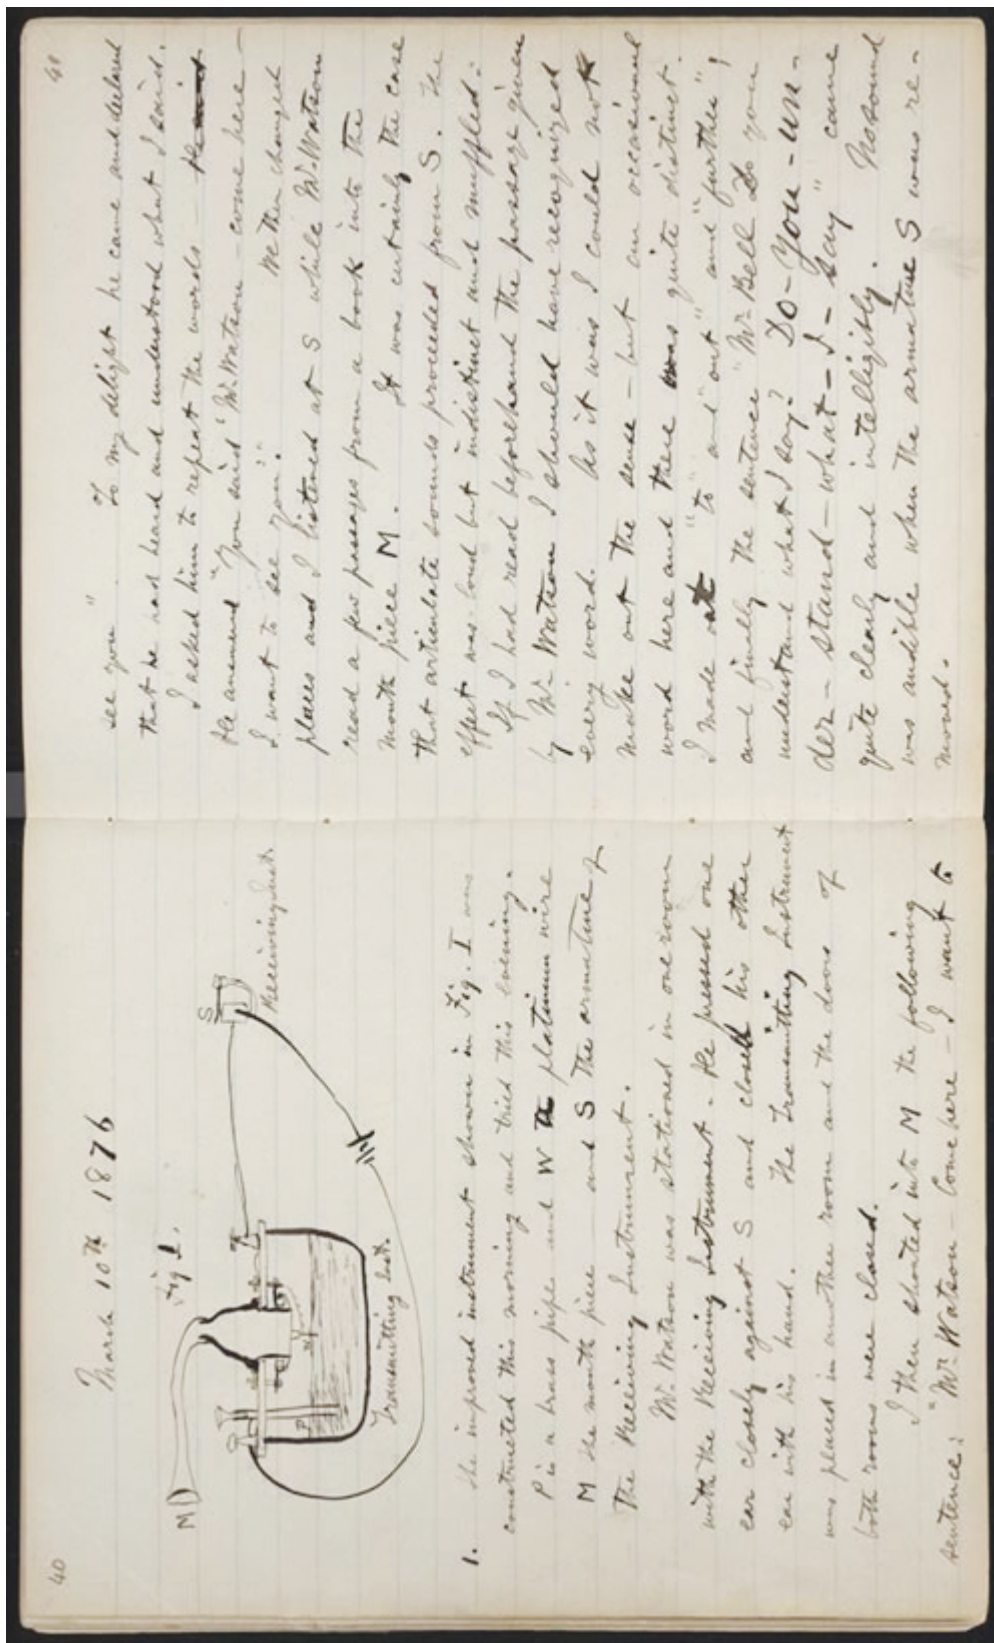 40
March 10th 1876
Fig 1.
M
S
P
W
Receiving Inst.
Transmitting Inst.
1. The improved instrument shown in Fig. I was
constructed this morning and tried this evening.
P is a brass pipe and W the platinum wire
M the mouth piece and S the armature of
the Receiving Instrument.
Mr. Watson was stationed in one room
with the Receiving Instrument. He pressed one
ear closely against S and closed his other
ear with his hand. The Transmitting Instrument
was placed in another room and the doors of
both rooms were closed.
I then shouted into M the following
sentence: "Mr. Watson - Come here - I want to
41
see you". To my delight he came and declared
that he had heard and understood what I said.
I asked him to repeat the words -
He answered "You said 'Mr. Watson - come here -
I want to see you'." We then changed
places and I listened at S while Mr. Watson
read a few passages from a book into the
mouth piece M. It was certainly the case
that articulate sounds proceeded from S. The
effect was loud but indistinct and muffled.
If I had read beforehand the passage given
by Mr. Watson I should have recognized
every word. As it was I could not
make out the sense - but an occasional
word here and there was quite distinct.
I made out "to" and "out" and "further";
and finally the sentence "Mr. Bell Do you
understand what I say? Do - you - un -
der - stand - what - I - say" came
quite clearly and intelligibly. No sound
was audible when the armature S was re-
moved.